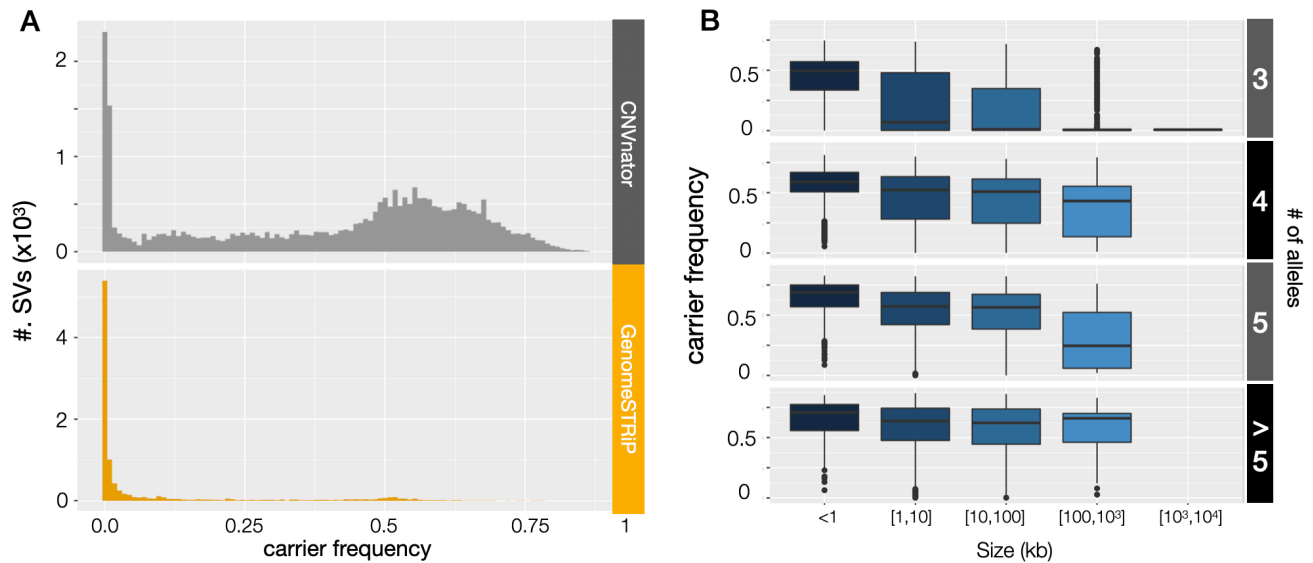 A
#. SVs (x10³)
2
1
0
CNVnator
4
2
0
GenomeSTRiP
0.0 0.25 0.5 0.75 1
carrier frequency
B
carrier frequency
0.5
0
3
0.5
0
4
0.5
0
5
0.5
0
>
5
# of alleles
<1 [1,10] [10,100] [100,10³] [10³,10⁴]
Size (kb)